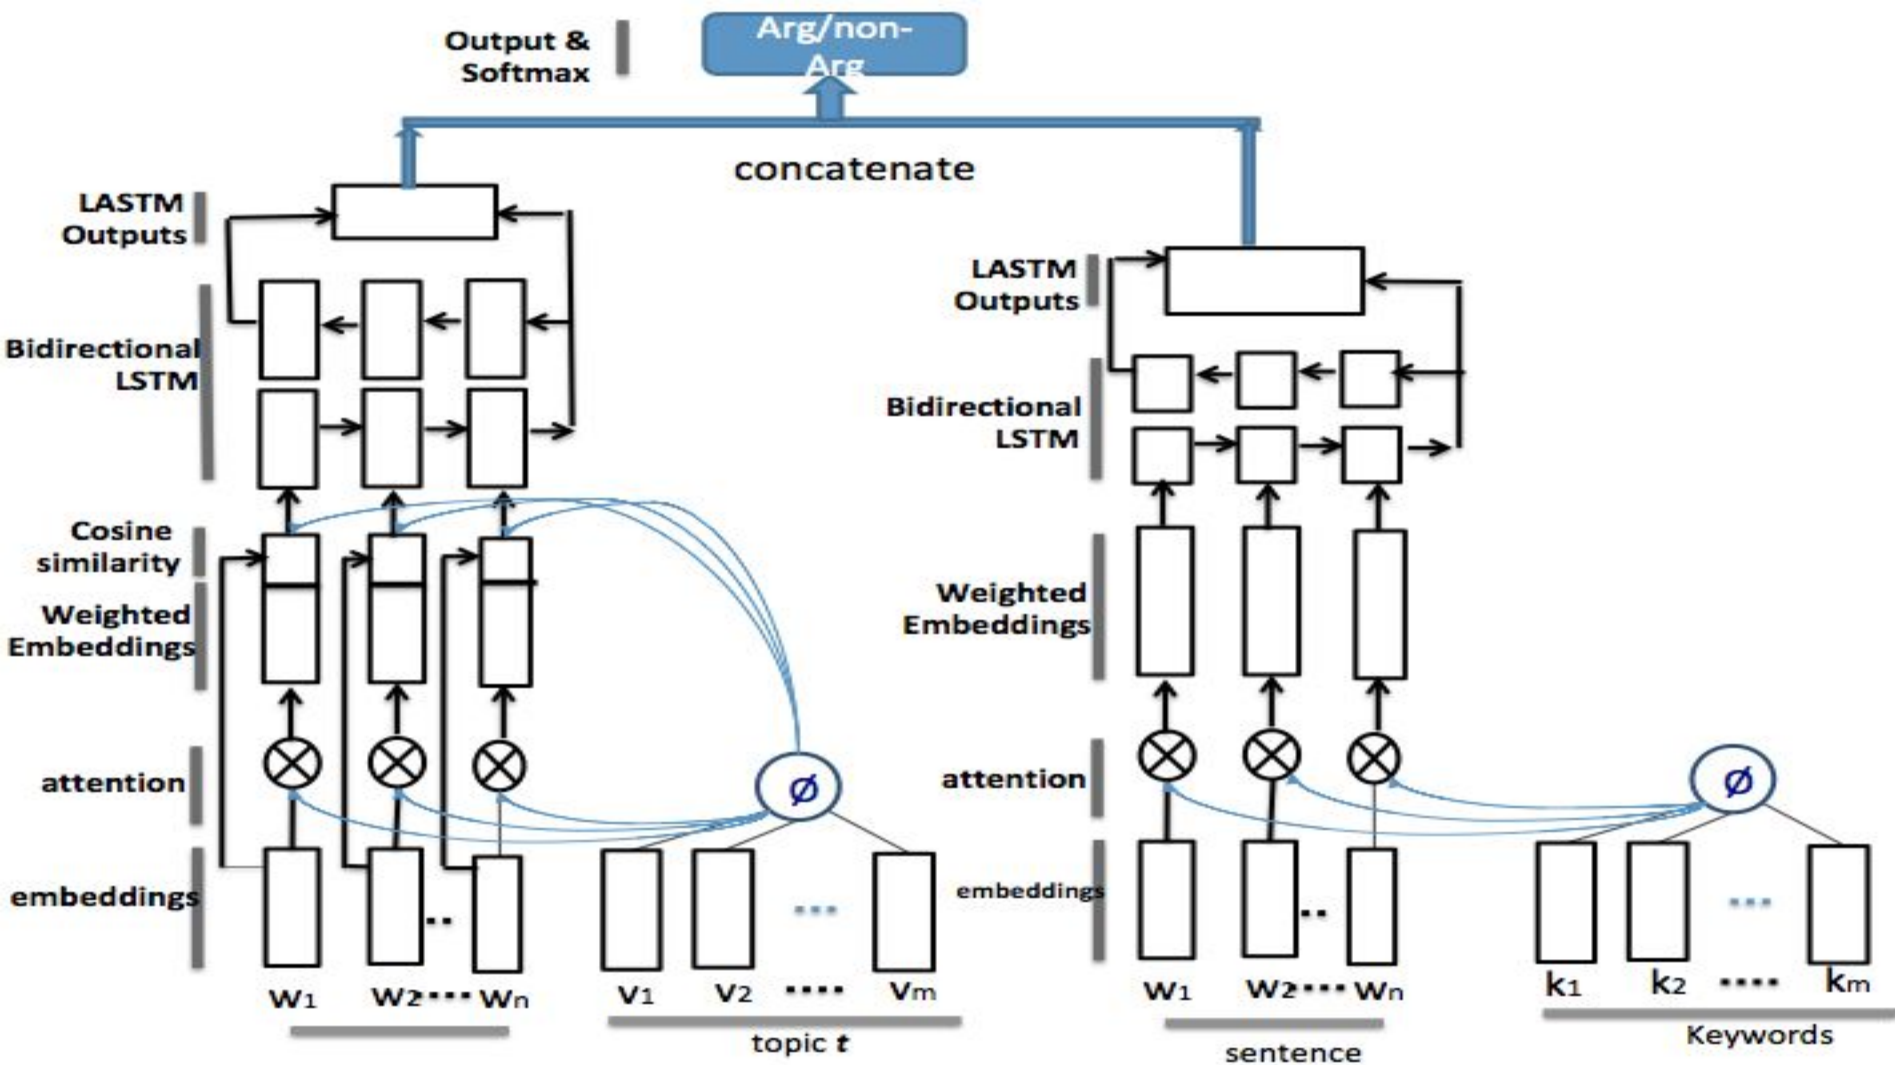 Output &
Softmax
Arg/non-
Arg
concatenate
LASTM
Outputs
Bidirectional
LSTM
Cosine
similarity
Weighted
Embeddings
attention
embeddings
Ø
w1 w2 .... wn
v1 v2 .... vm
topic t
LASTM
Outputs
Bidirectional
LSTM
Weighted
Embeddings
attention
embeddings
Ø
w1 w2 .... wn
sentence
k1 k2 .... km
Keywords